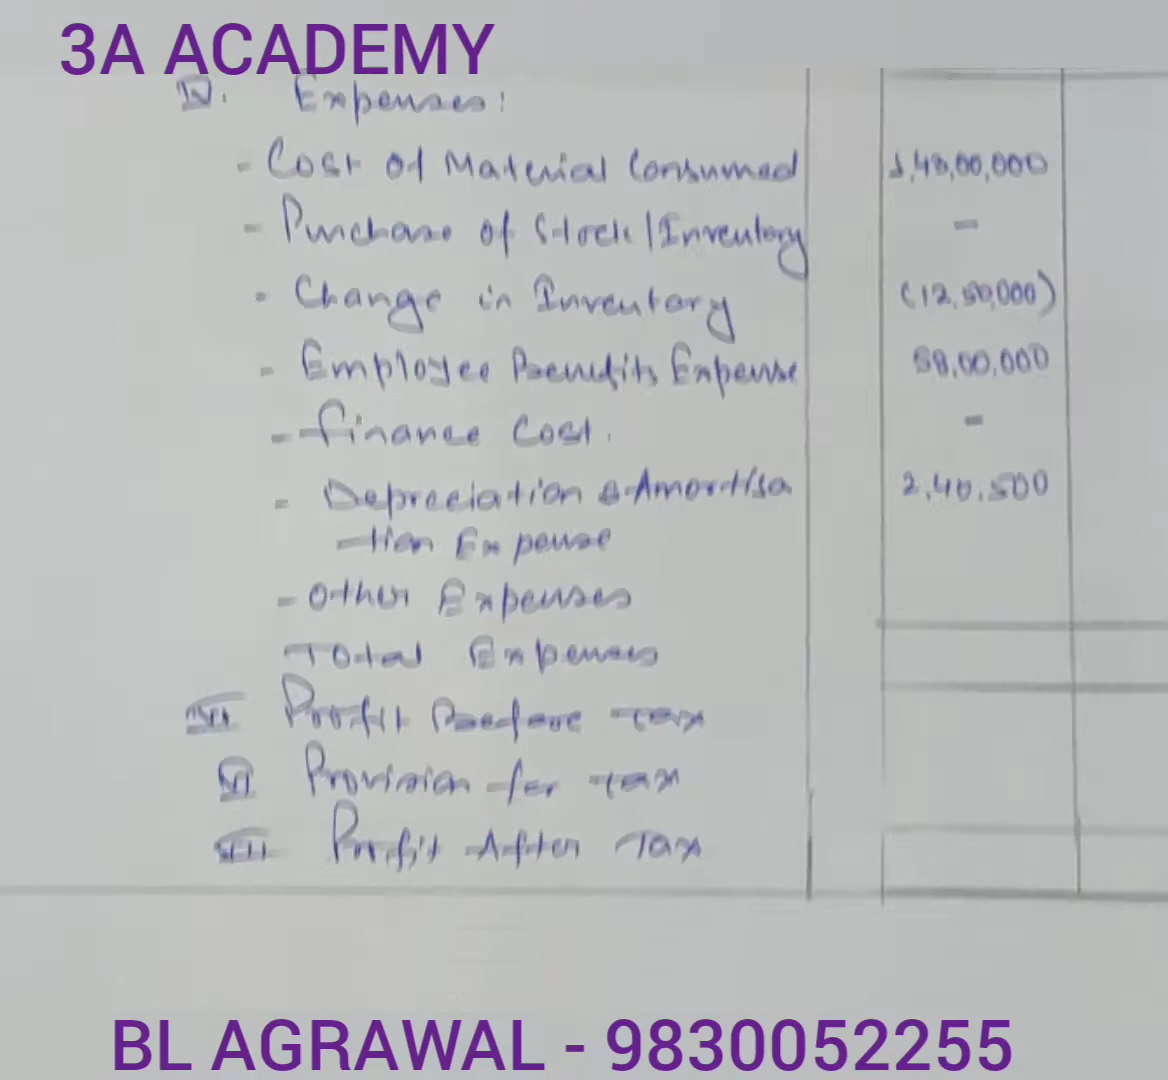 3A ACADEMY
IV. Expenses:
- Cost of Material Consumed 1,48,00,000
- Purchase of Stock/Inventory -
- Change in Inventory (12,50,000)
- Employee Benefits Expense 58,00,000
- Finance Cost. -
- Depreciation & Amortisa 2,40,500
-tion Expense
- Other Expenses
Total Expenses
Profit Before Tax
VI Provision for Tax
VII Profit After Tax
BL AGRAWAL - 9830052255